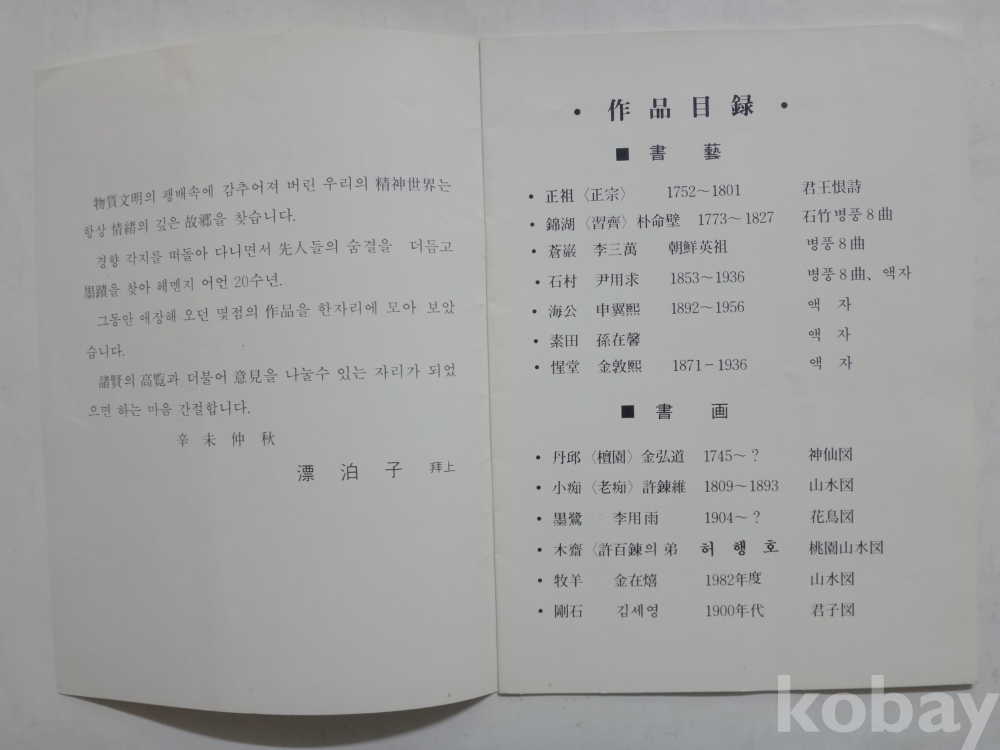 物質文明의 팽배속에 감추어져 버린 우리의 精神世界는
항상 情緖의 깊은 故鄕을 찾습니다.
경향 각지를 떠돌아 다니면서 先人들의 숨결을 더듬고
墨蹟을 찾아 헤멘지 어언 20수년.
그동안 애장해 오던 몇점의 作品을 한자리에 모아 보았
습니다.
諸賢의 高覽과 더불어 意見을 나눌수 있는 자리가 되었
으면 하는 마음 간절합니다.
辛未仲秋
漂泊子 拜上
• 作品目録 •
■ 書藝
• 正祖〈正宗〉 1752~1801 君王恨詩
• 錦湖〈習齊〉朴命壁 1773~1827 石竹병풍8曲
• 蒼巌 李三萬 朝鮮英祖 병풍8曲
• 石村 尹用求 1853~1936 병풍8曲、액자
• 海公 申翼熙 1892~1956 액자
• 素田 孫在馨 액자
• 惺堂 金敦熙 1871-1936 액자
■ 書画
• 丹邱〈檀園〉金弘道 1745~? 神仙図
• 小痴〈老痴〉許錬維 1809~1893 山水図
• 墨鷺 李用雨 1904~? 花鳥図
• 木齋〈許百錬의 弟 허행호 桃園山水図
• 牧羊 金在熺 1982年度 山水図
• 剛石 김세영 1900年代 君子図
kobay